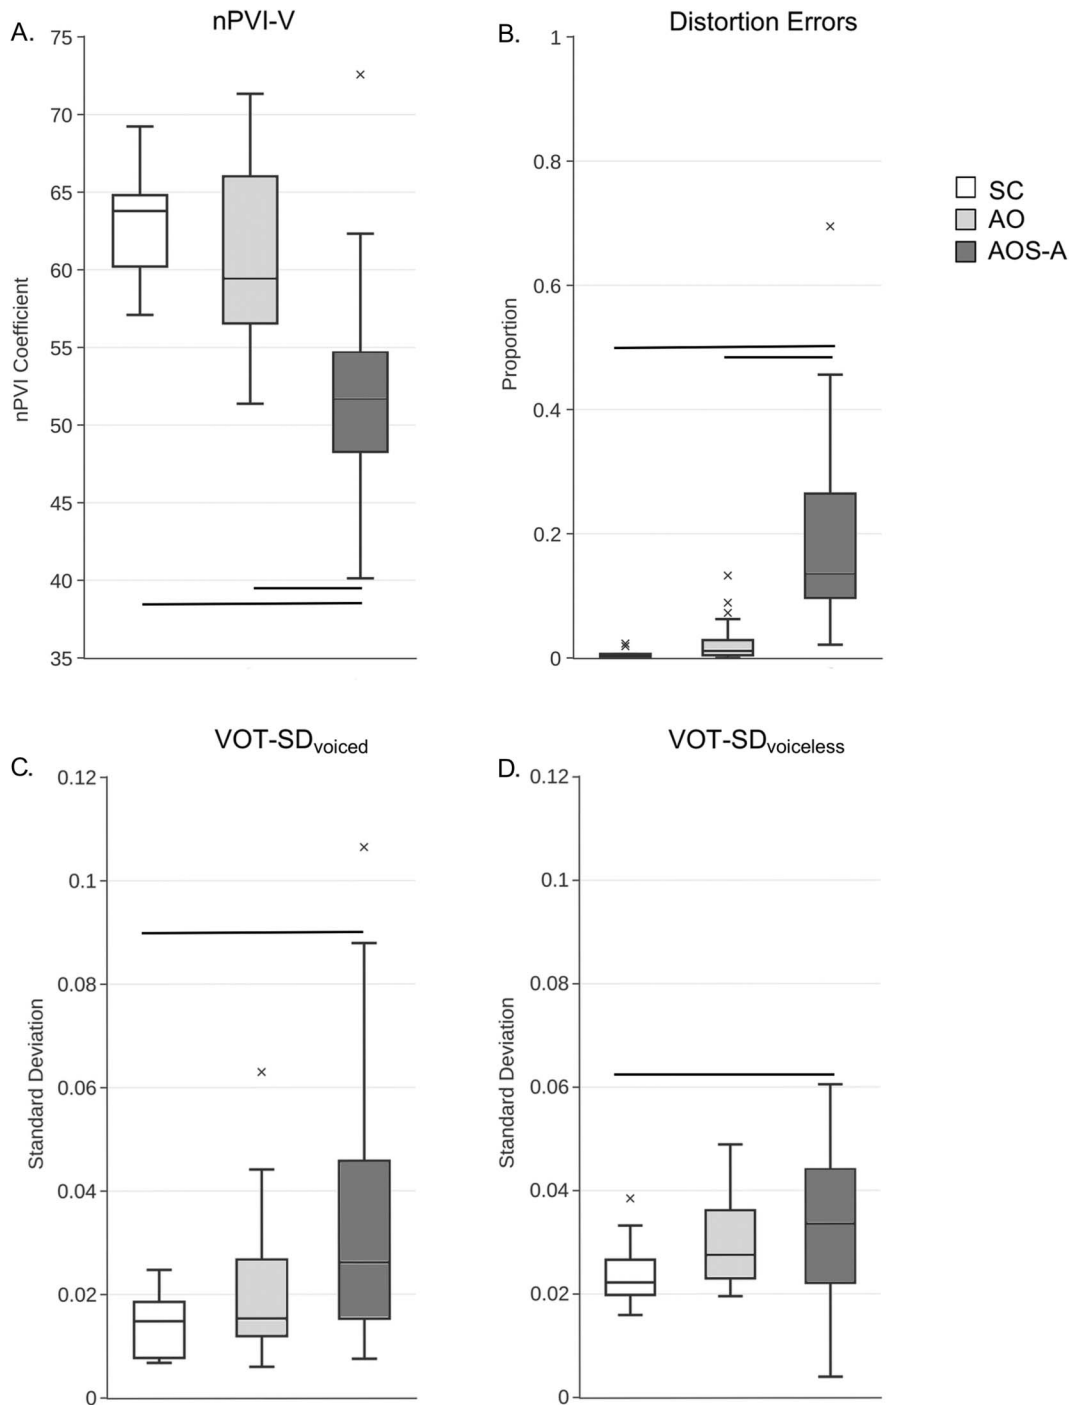 A.
nPVI-V
75
70
65
60
55
50
45
40
35
nPVI Coefficient
B.
Distortion Errors
1
0.8
0.6
0.4
0.2
0
Proportion
SC
AO
AOS-A
C.
VOT-SDvoiced
0.12
0.1
0.08
0.06
0.04
0.02
0
Standard Deviation
D.
VOT-SDvoiceless
0.12
0.1
0.08
0.06
0.04
0.02
0
Standard Deviation